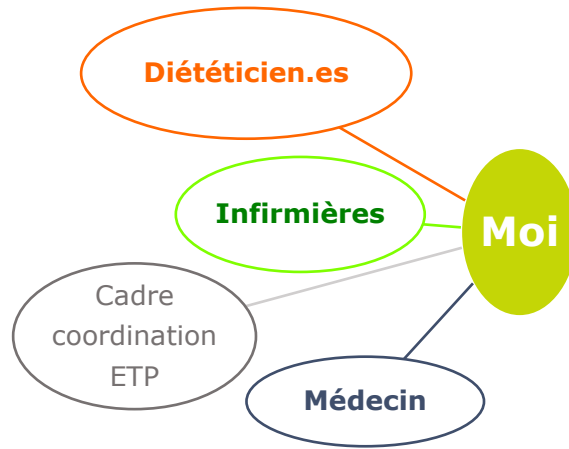 Diététicien.es
Infirmières
Moi
Cadre
coordination
ETP
Médecin